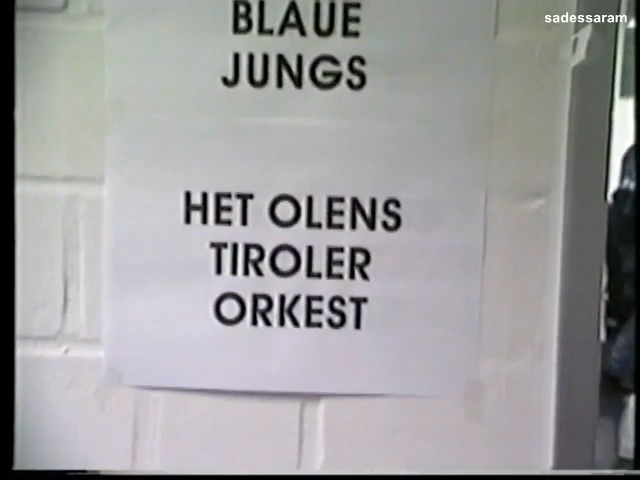 sadessaram
BLAUE
JUNGS
HET OLENS
TIROLER
ORKEST